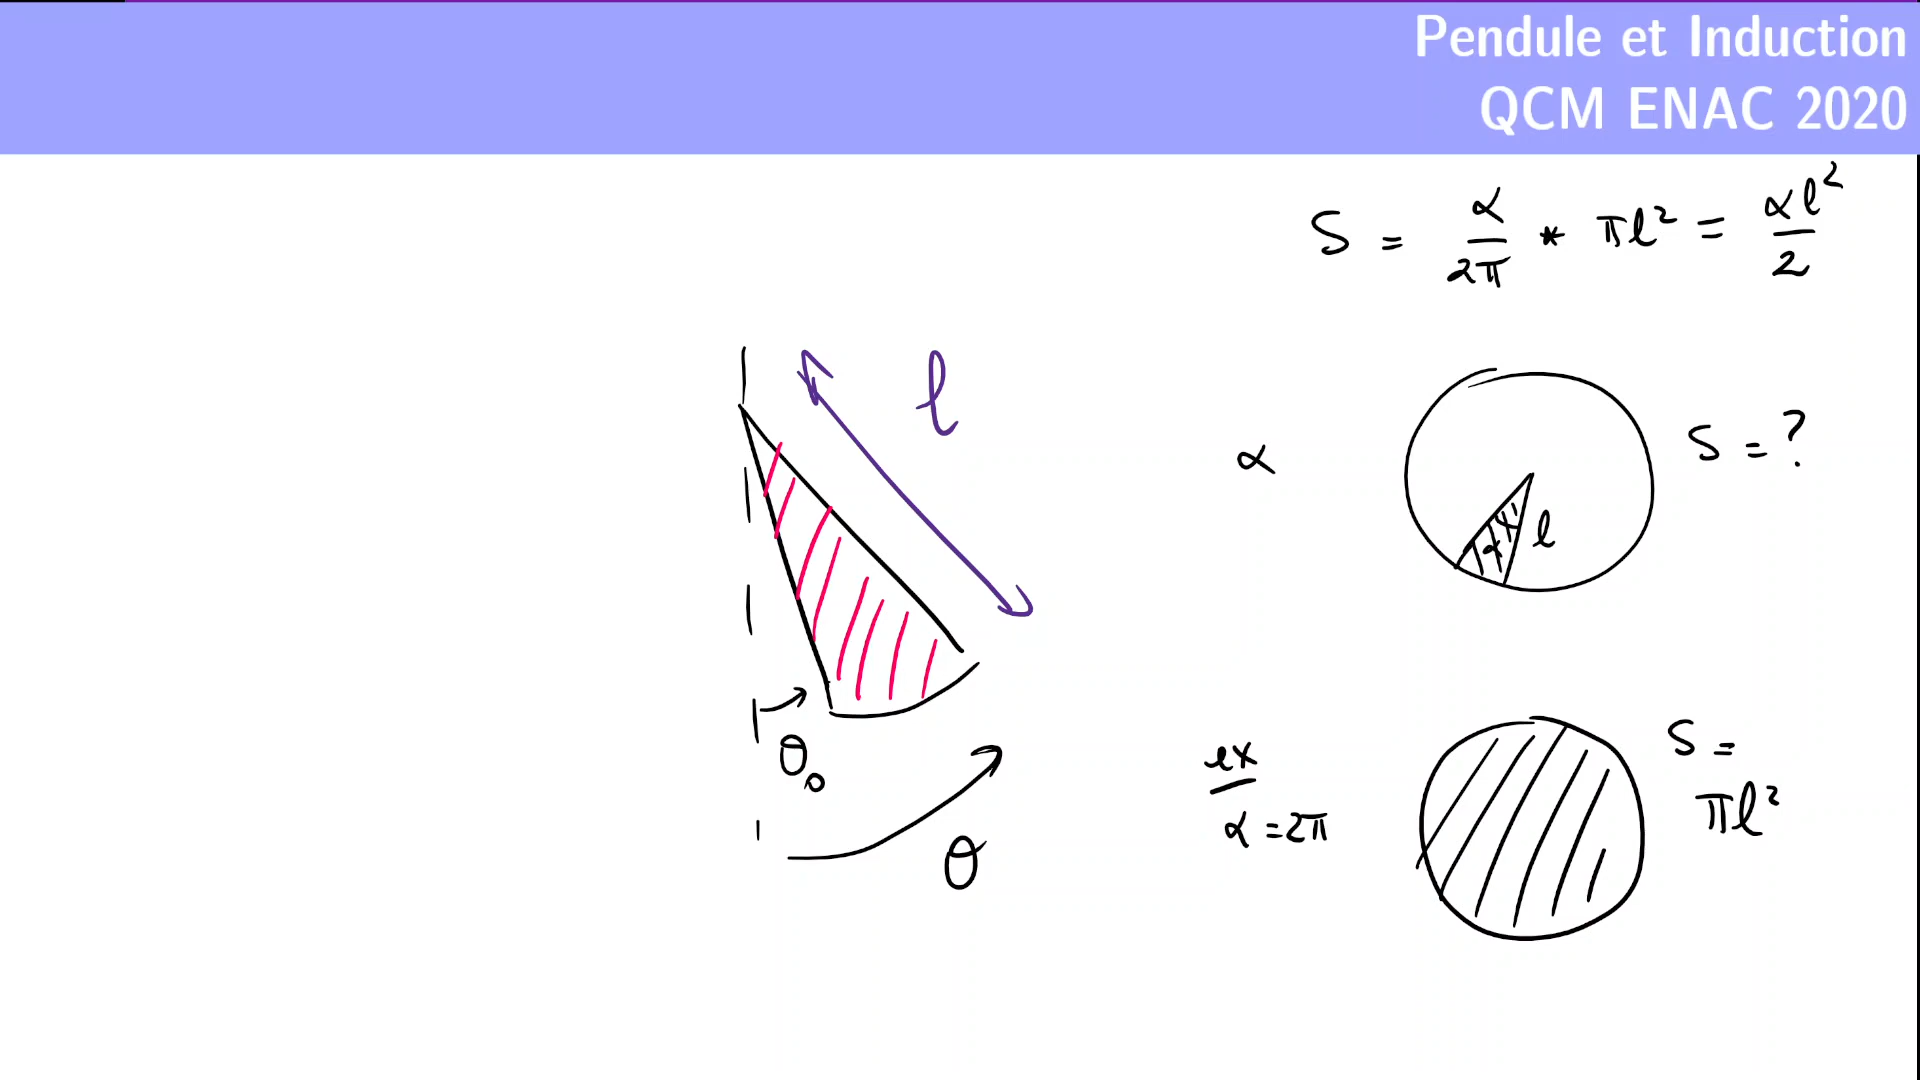 Pendule et Induction
QCM ENAC 2020
S = α/2π * πl² = αl²/2
l
α
S = ?
α
l
θ₀
θ
ex
α = 2π
S =
πl²